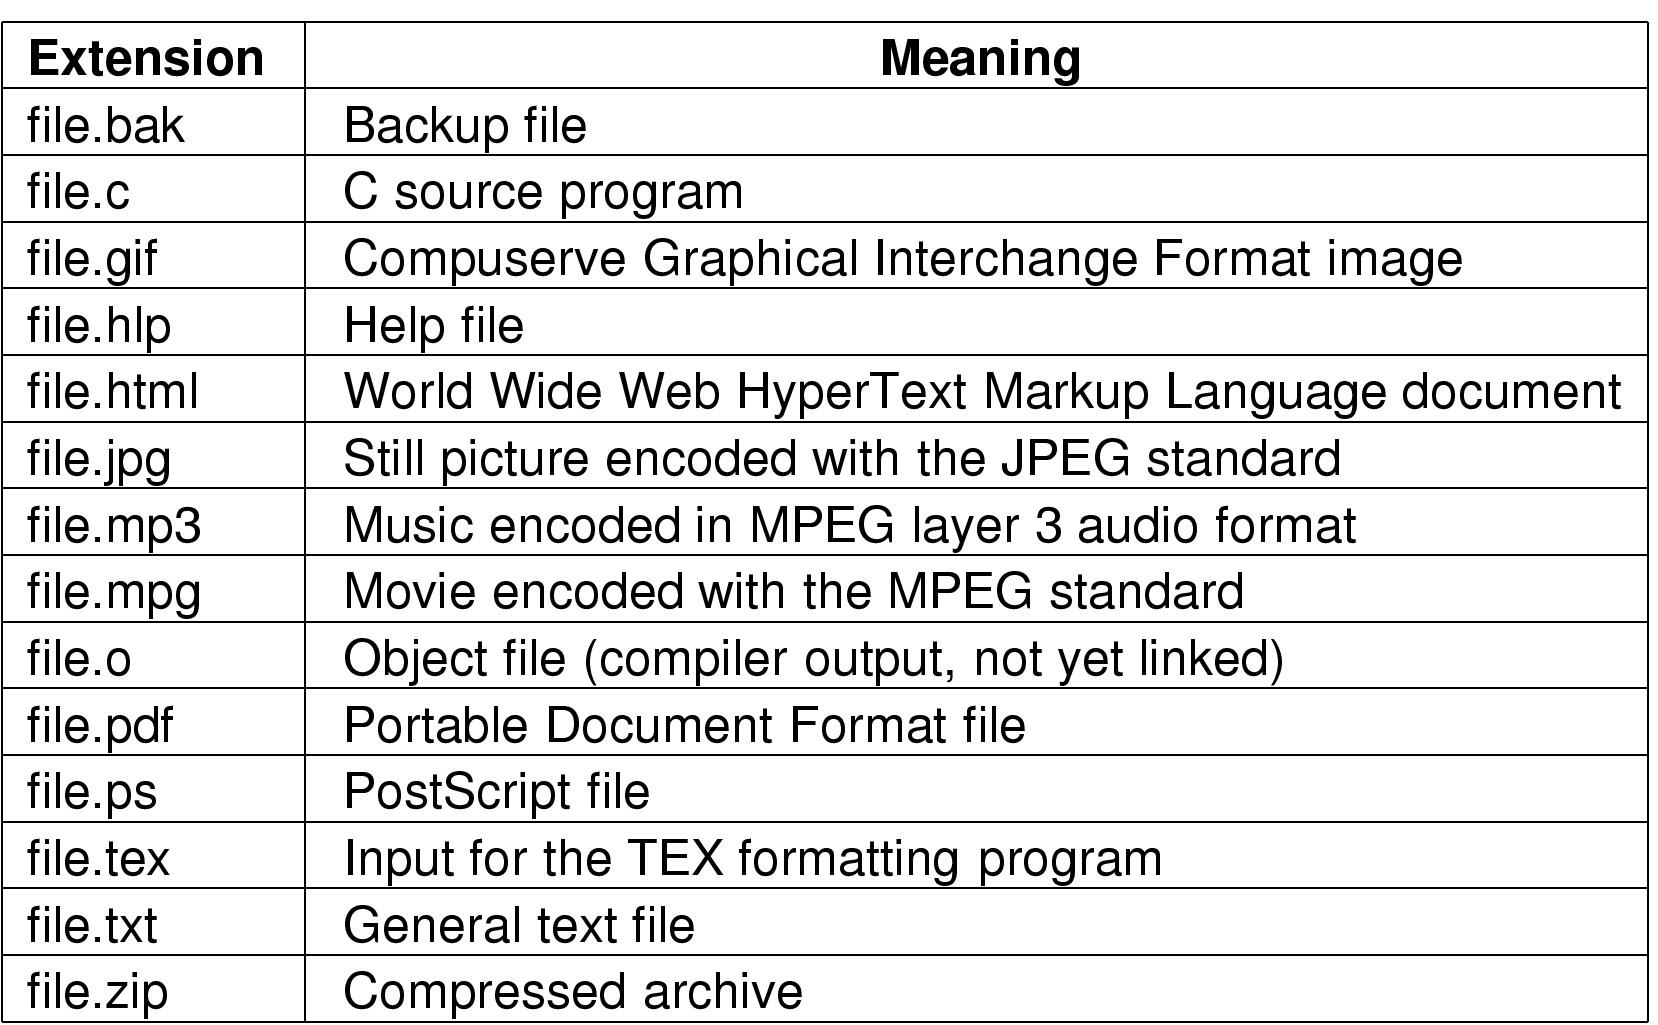 Extension Meaning
file.bak Backup file
file.c C source program
file.gif Compuserve Graphical Interchange Format image
file.hlp Help file
file.html World Wide Web HyperText Markup Language document
file.jpg Still picture encoded with the JPEG standard
file.mp3 Music encoded in MPEG layer 3 audio format
file.mpg Movie encoded with the MPEG standard
file.o Object file (compiler output, not yet linked)
file.pdf Portable Document Format file
file.ps PostScript file
file.tex Input for the TEX formatting program
file.txt General text file
file.zip Compressed archive